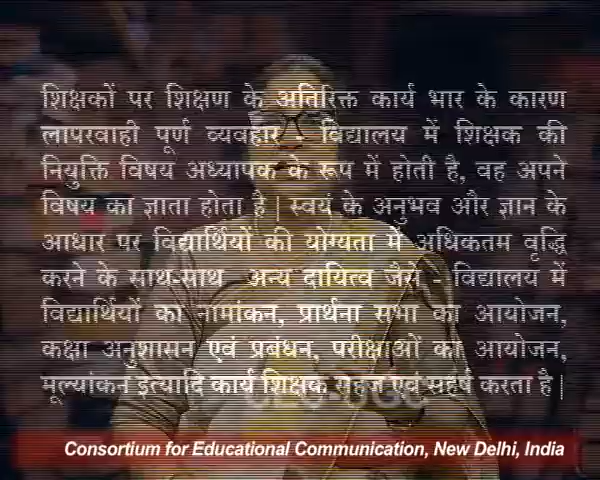 शिक्षकों पर शिक्षण के अतिरिक्त कार्य भार के कारण
लापरवाही पूर्ण व्यवहार - विद्यालय में शिक्षक की
नियुक्ति विषय अध्यापक के रूप में होती है, वह अपने
विषय का ज्ञाता होता है | स्वयं के अनुभव और ज्ञान के
आधार पर विद्यार्थियों की योग्यता में अधिकतम वृद्धि
करने के साथ-साथ अन्य दायित्व जैसे - विद्यालय में
विद्यार्थियों का नामांकन, प्रार्थना सभा का आयोजन,
कक्षा अनुशासन एवं प्रबंधन, परीक्षाओं का आयोजन,
मूल्यांकन इत्यादि कार्य शिक्षक सहज एवं सहर्ष करता है |
Consortium for Educational Communication, New Delhi, India